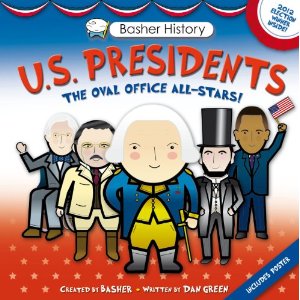 Basher History
2012
ELECTION
WINNER
INSIDE!
U.S. PRESIDENTS
THE OVAL OFFICE ALL-STARS!
INCLUDES POSTER
CREATED BY BASHER • WRITTEN BY DAN GREEN